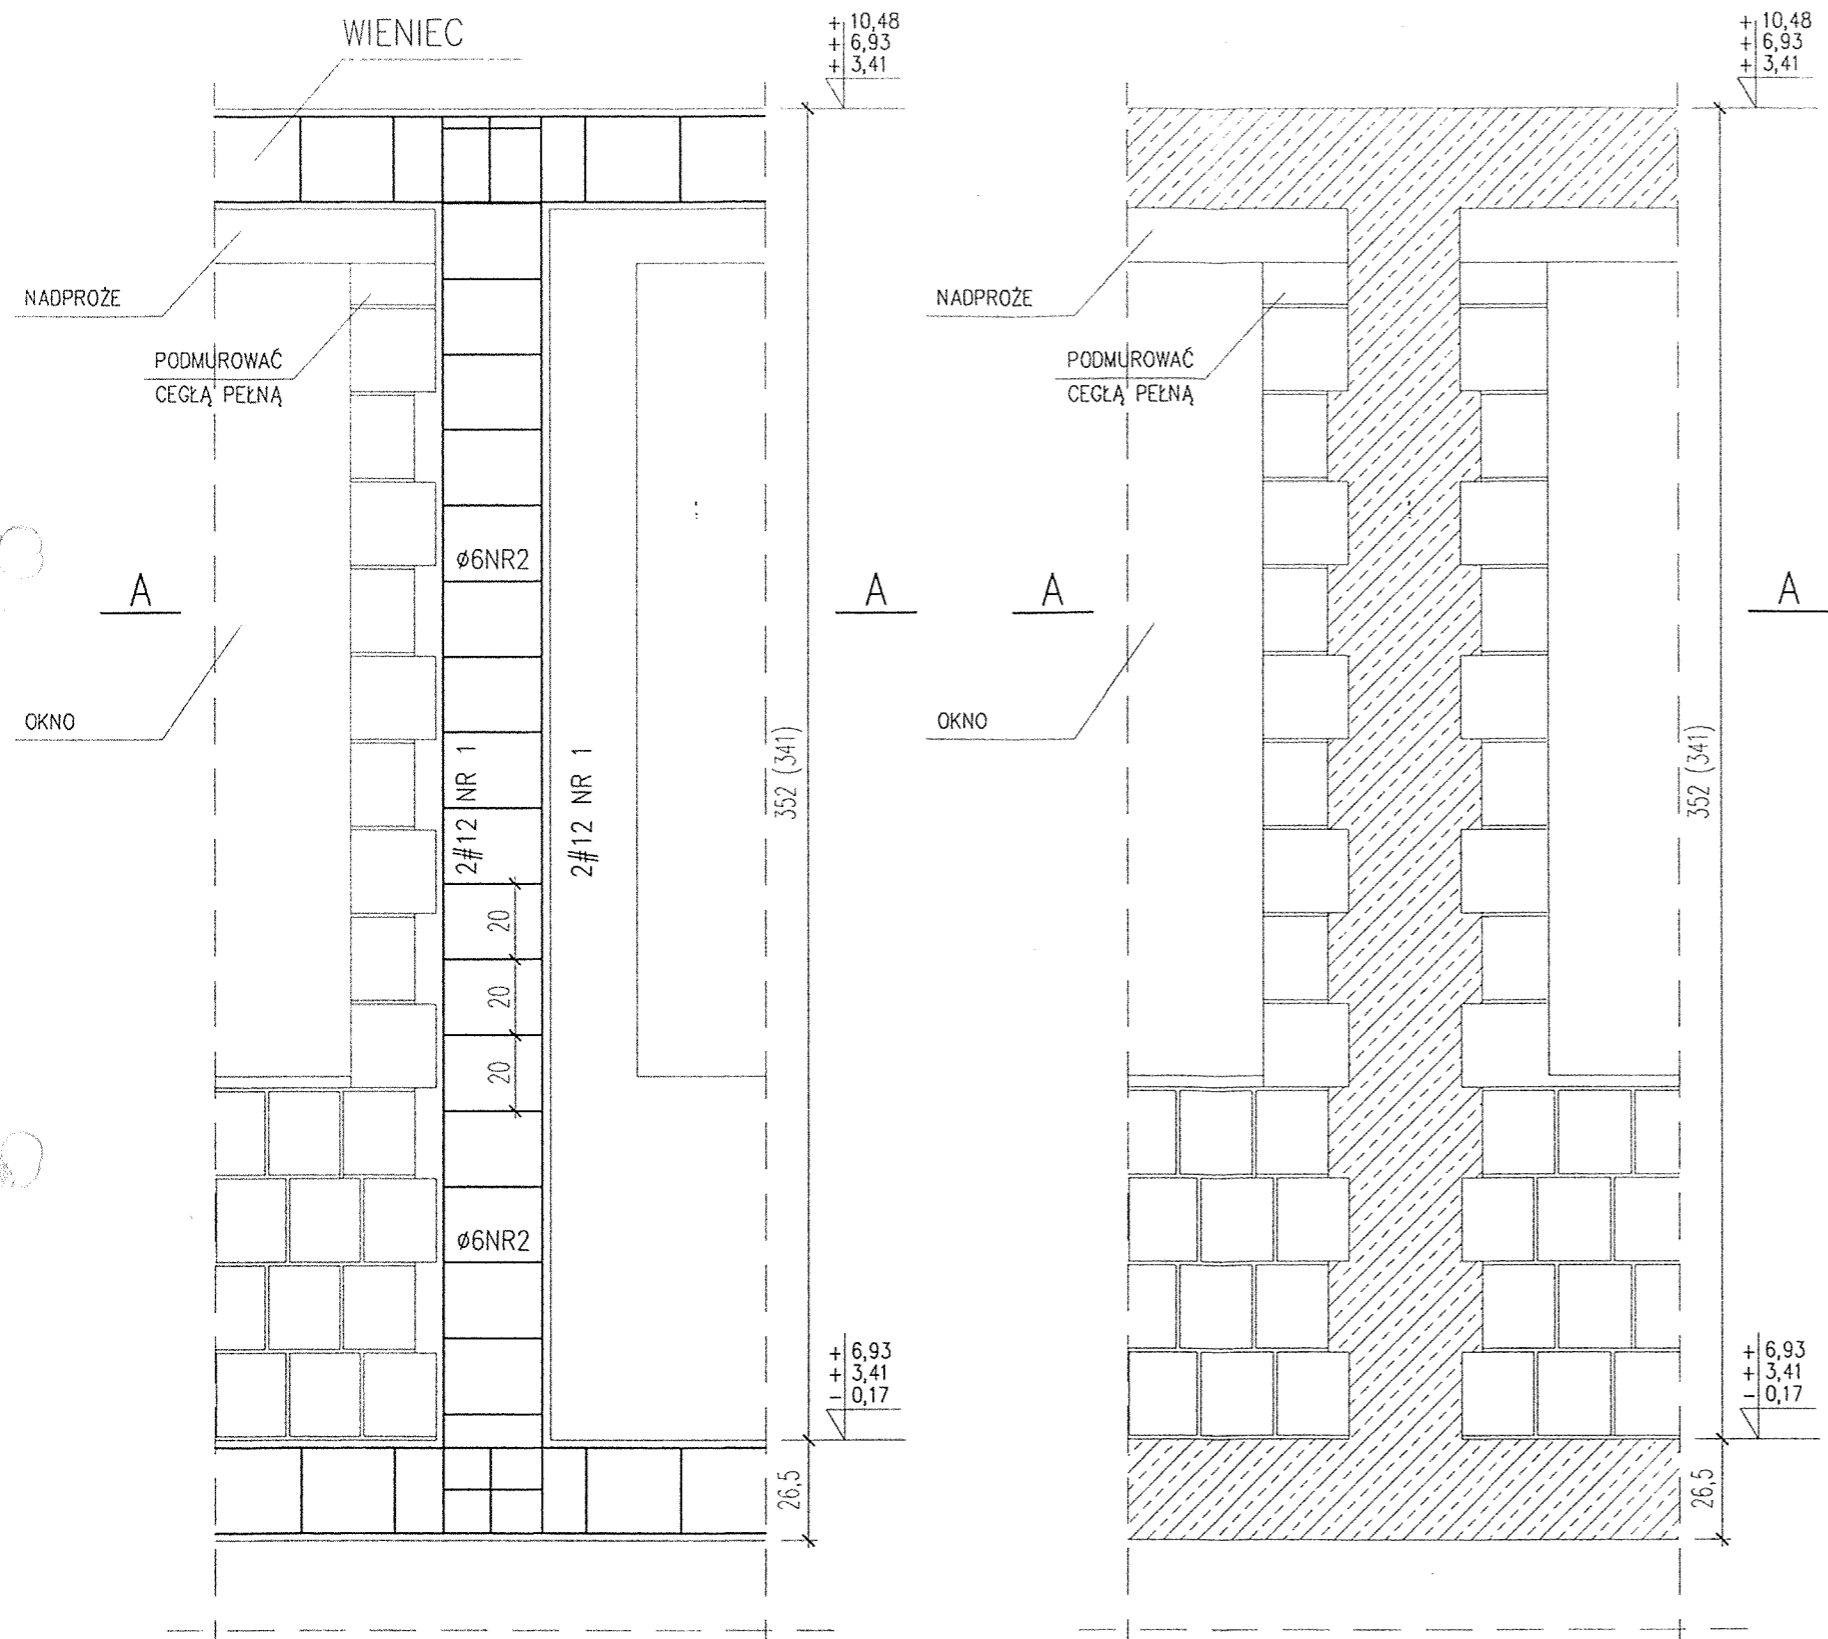 WIENIEC
+ 10,48
+ 6,93
+ 3,41
NADPROŻE
PODMUROWAĆ
CEGŁĄ PEŁNĄ
ø6NR2
A
A
OKNO
2#12 NR 1
2#12 NR 1
352 (341)
20
20
20
ø6NR2
+ 6,93
+ 3,41
- 0,17
26,5
+ 10,48
+ 6,93
+ 3,41
NADPROŻE
PODMUROWAĆ
CEGŁĄ PEŁNĄ
A
A
OKNO
352 (341)
+ 6,93
+ 3,41
- 0,17
26,5